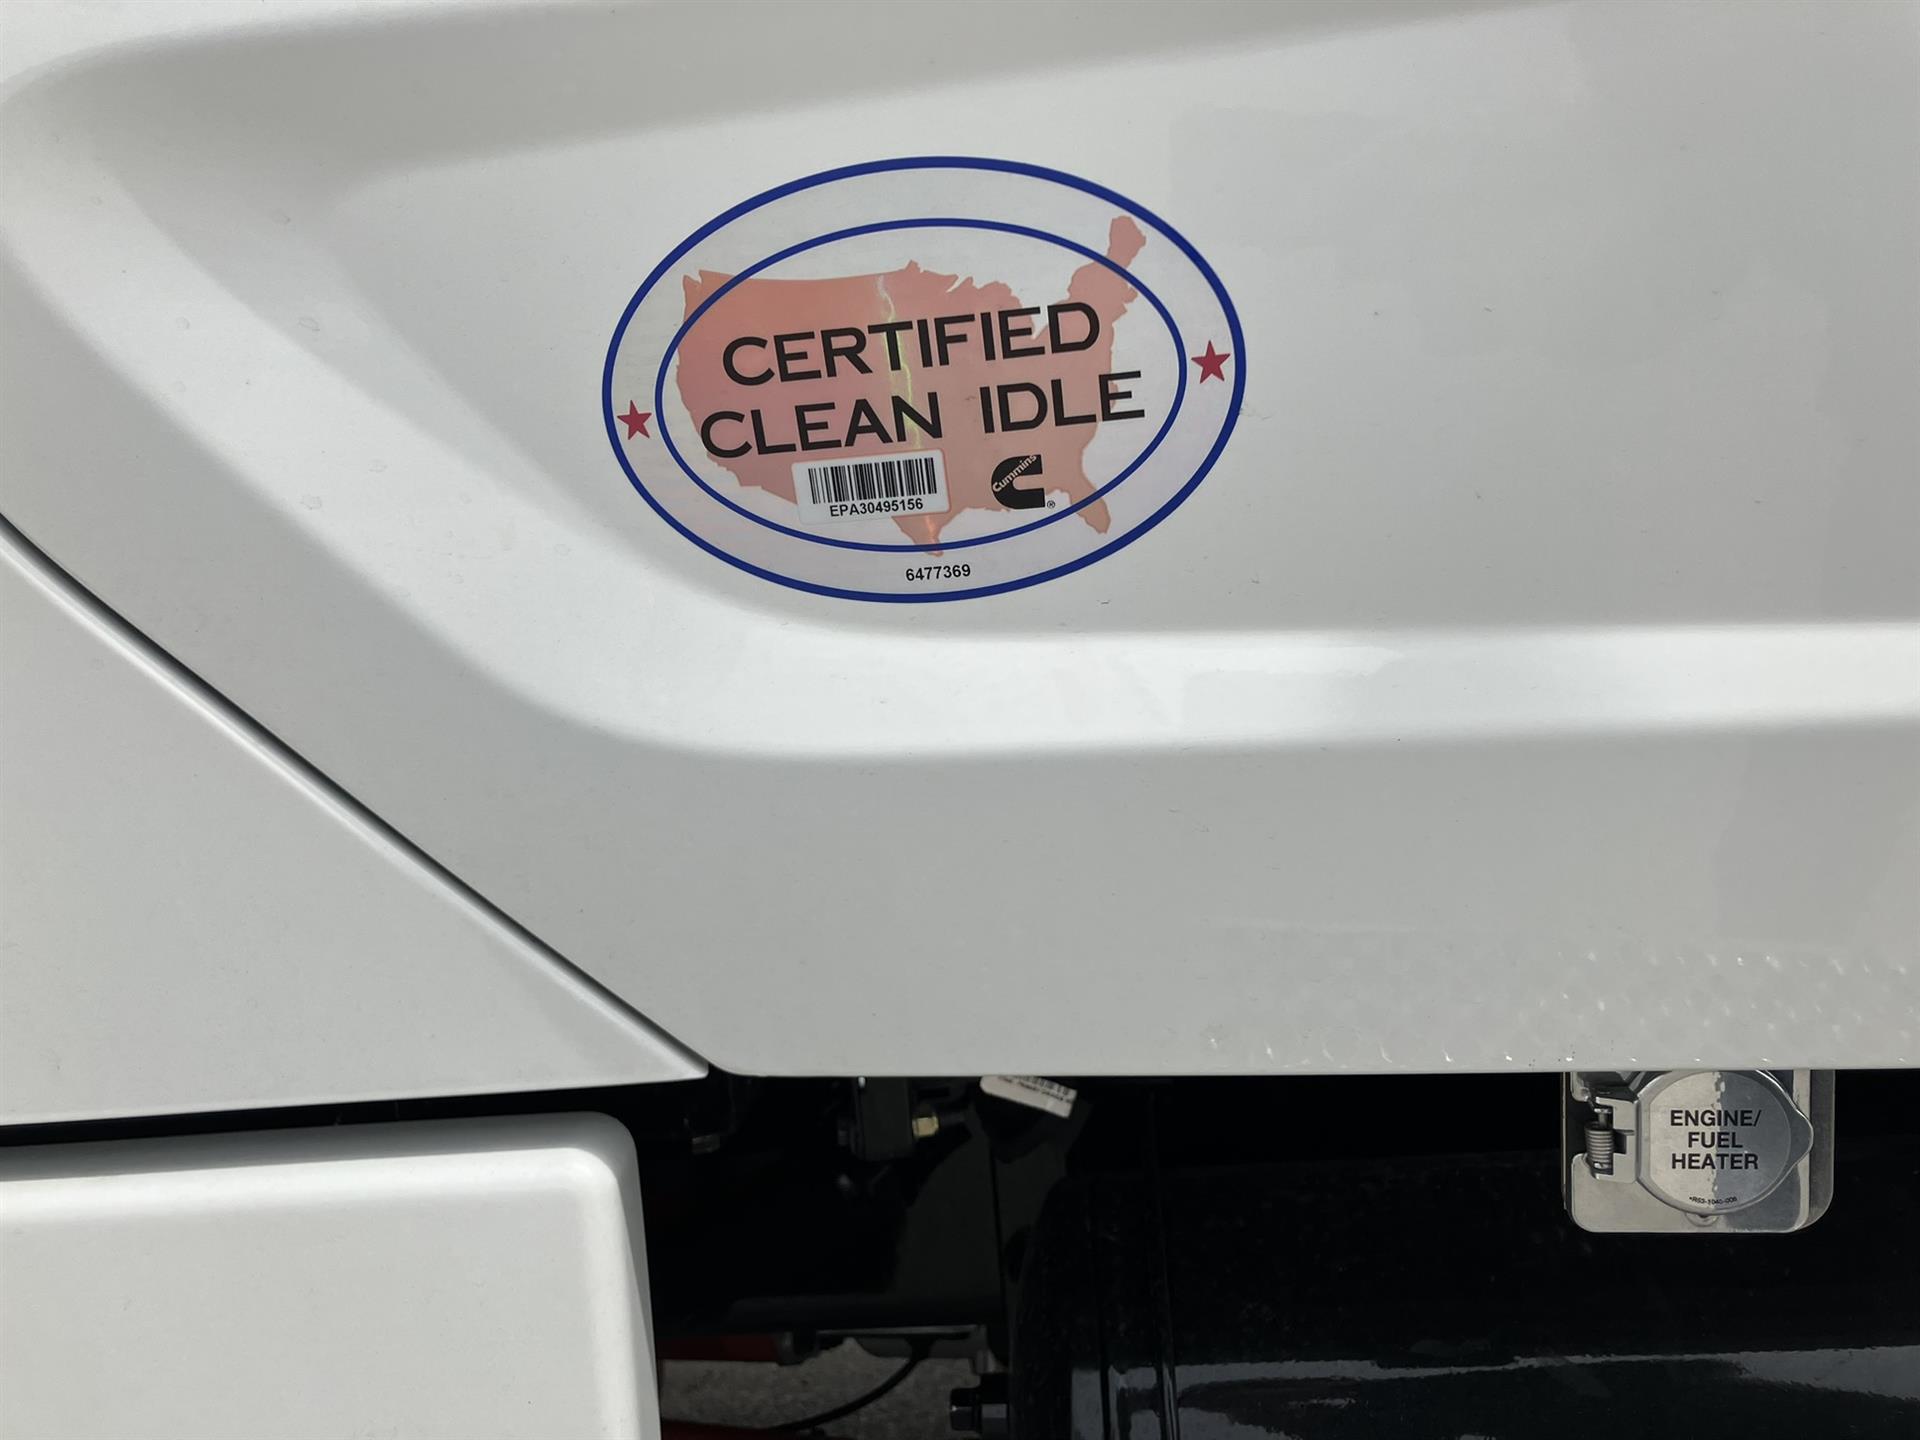 CERTIFIED
CLEAN IDLE
EPA30495156
Cummins
®
6477369
ENGINE/
FUEL
HEATER